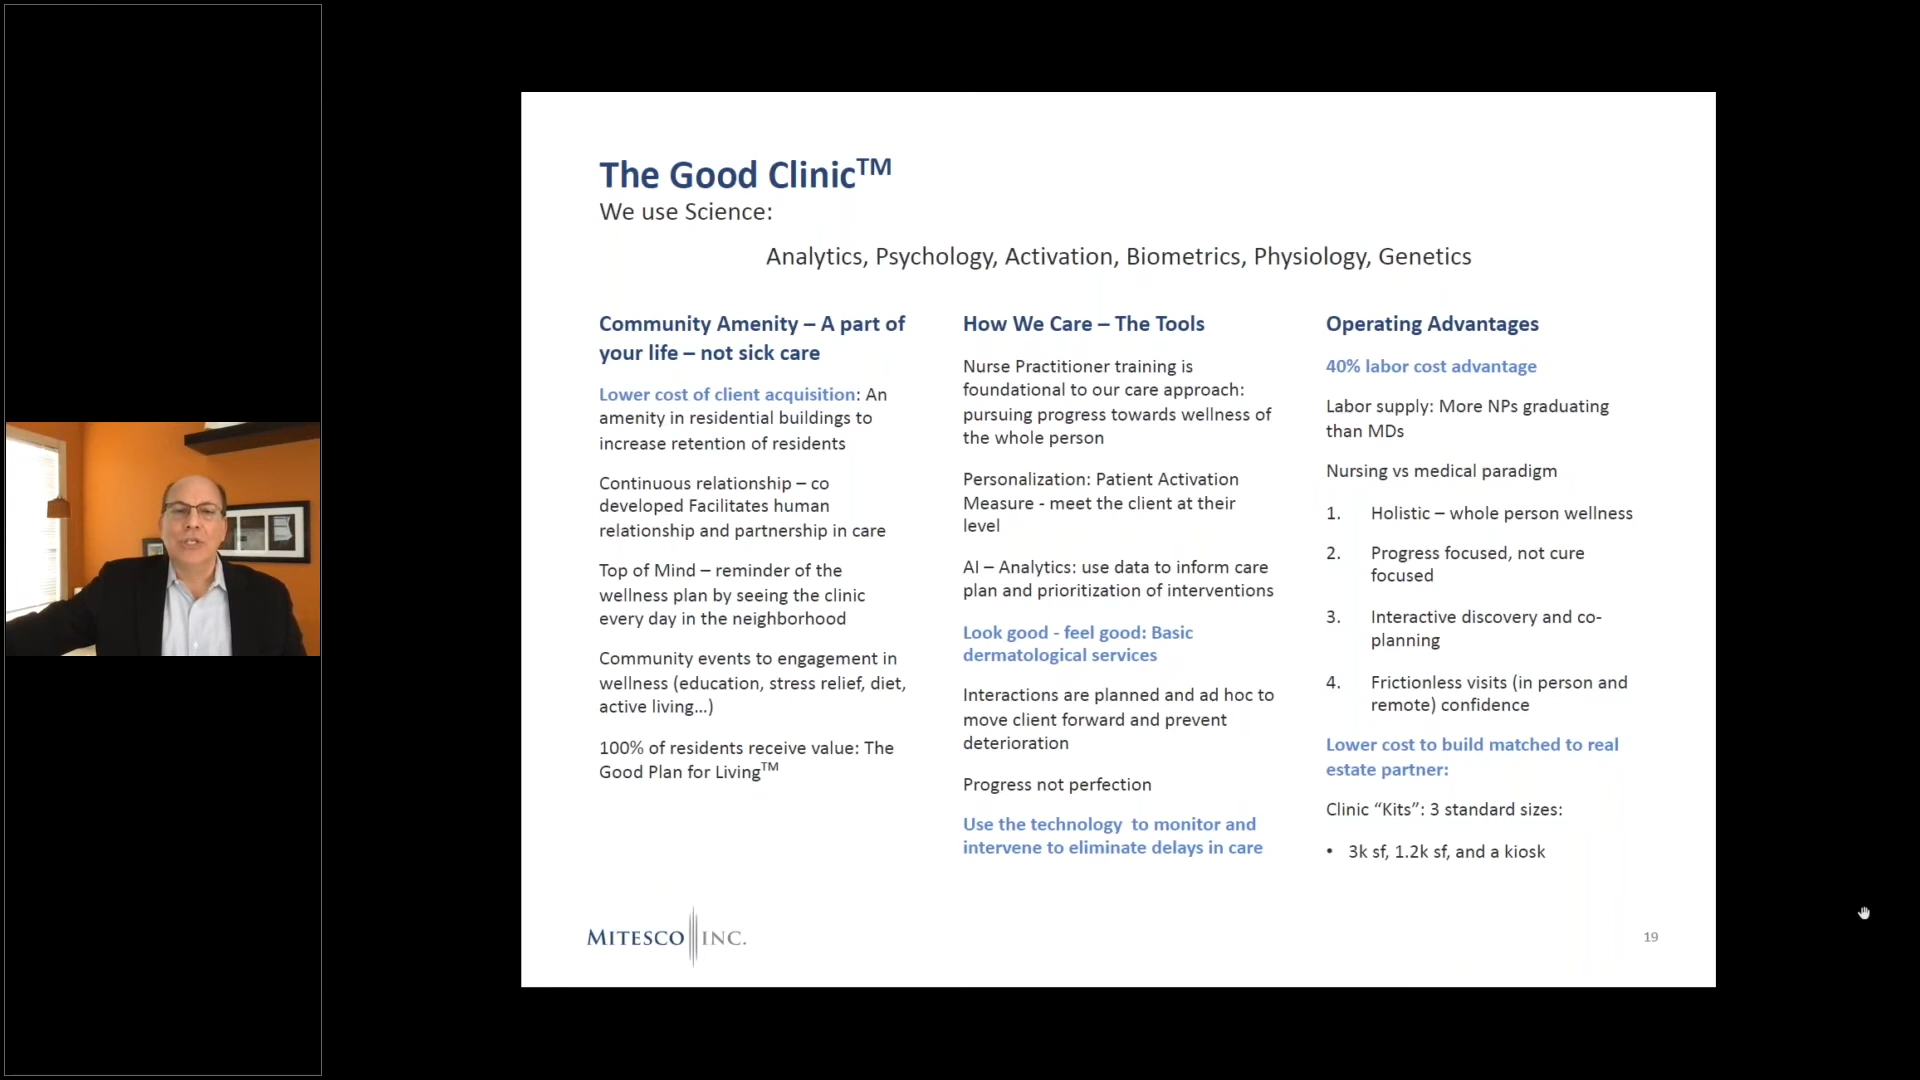 The Good Clinic™
We use Science:
Analytics, Psychology, Activation, Biometrics, Physiology, Genetics
Community Amenity – A part of
your life – not sick care
Lower cost of client acquisition: An
amenity in residential buildings to
increase retention of residents
Continuous relationship – co
developed Facilitates human
relationship and partnership in care
Top of Mind – reminder of the
wellness plan by seeing the clinic
every day in the neighborhood
Community events to engagement in
wellness (education, stress relief, diet,
active living…)
100% of residents receive value: The
Good Plan for Living™
How We Care – The Tools
Nurse Practitioner training is
foundational to our care approach:
pursuing progress towards wellness of
the whole person
Personalization: Patient Activation
Measure - meet the client at their
level
AI – Analytics: use data to inform care
plan and prioritization of interventions
Look good - feel good: Basic
dermatological services
Interactions are planned and ad hoc to
move client forward and prevent
deterioration
Progress not perfection
Use the technology  to monitor and
intervene to eliminate delays in care
Operating Advantages
40% labor cost advantage
Labor supply: More NPs graduating
than MDs
Nursing vs medical paradigm
1. Holistic – whole person wellness
2. Progress focused, not cure
focused
3. Interactive discovery and co-
planning
4. Frictionless visits (in person and
remote) confidence
Lower cost to build matched to real
estate partner:
Clinic “Kits”: 3 standard sizes:
• 3k sf, 1.2k sf, and a kiosk
MITESCO INC.
19